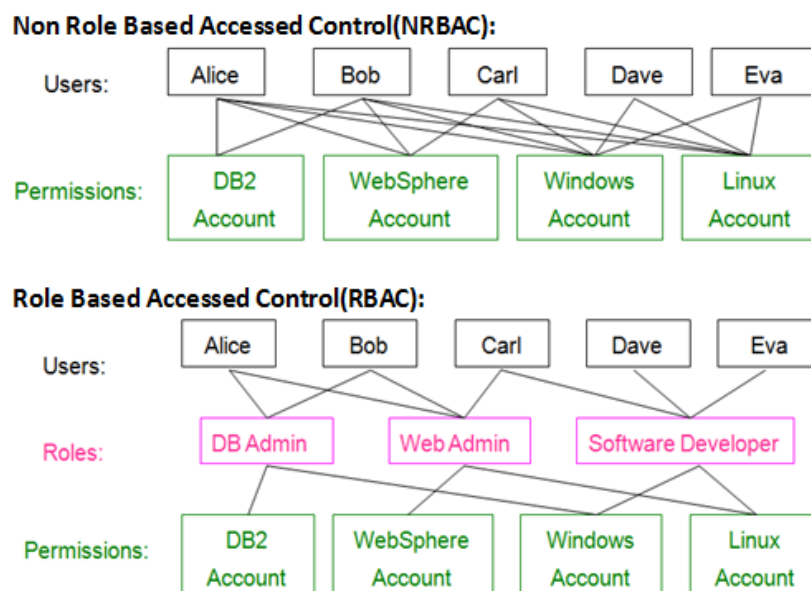 Non Role Based Accessed Control(NRBAC):
Users: Alice Bob Carl Dave Eva
Permissions: DB2 Account WebSphere Account Windows Account Linux Account
Role Based Accessed Control(RBAC):
Users: Alice Bob Carl Dave Eva
Roles: DB Admin Web Admin Software Developer
Permissions: DB2 Account WebSphere Account Windows Account Linux Account